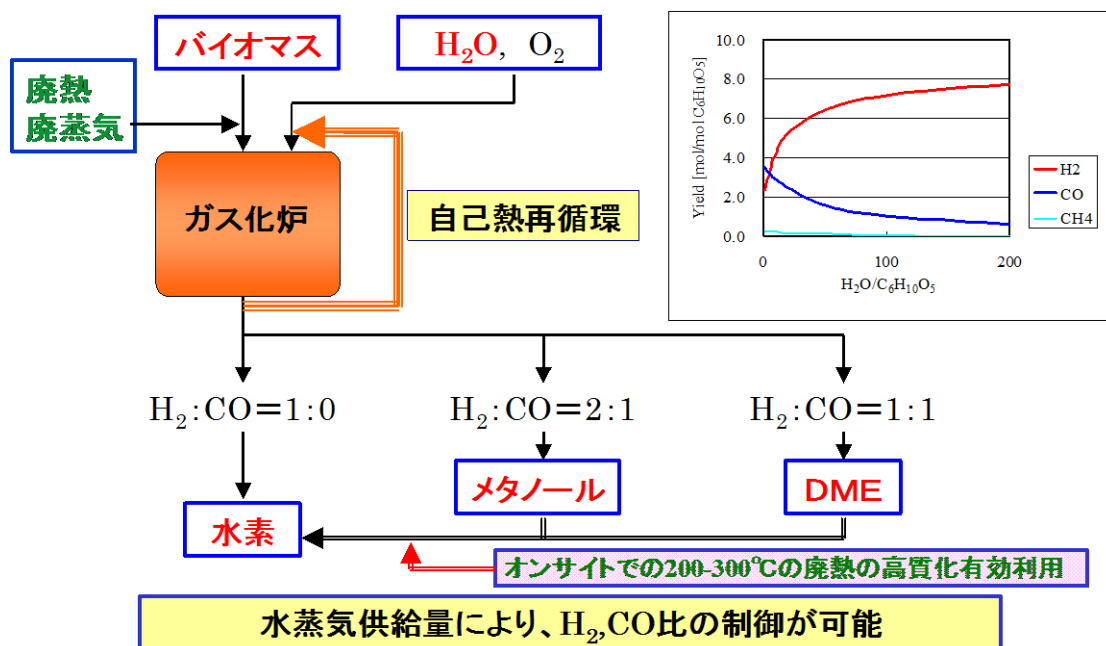 バイオマス
H₂O, O₂
廃熱
廃蒸気
ガス化炉
自己熱再循環
10.0
8.0
6.0
4.0
2.0
0.0
Yield [mol/mol C₆H₁₀O₅]
0
100
200
H₂O/C₆H₁₀O₅
H2
CO
CH4
H₂:CO=1:0
H₂:CO=2:1
H₂:CO=1:1
メタノール
DME
水素
オンサイトでの200-300℃の廃熱の高質化有効利用
水蒸気供給量により、H₂,CO比の制御が可能